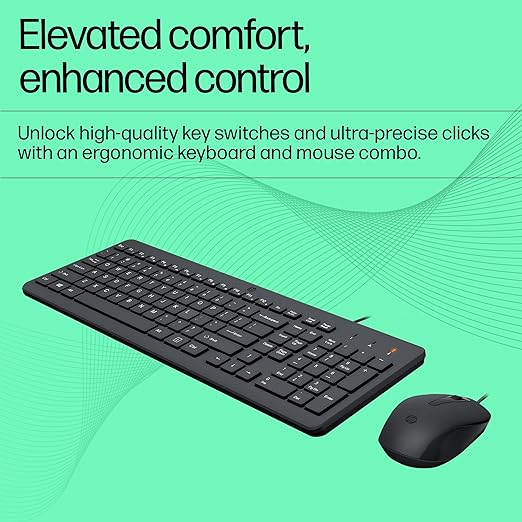 Elevated comfort,
enhanced control
Unlock high-quality key switches and ultra-precise clicks
with an ergonomic keyboard and mouse combo.
hp